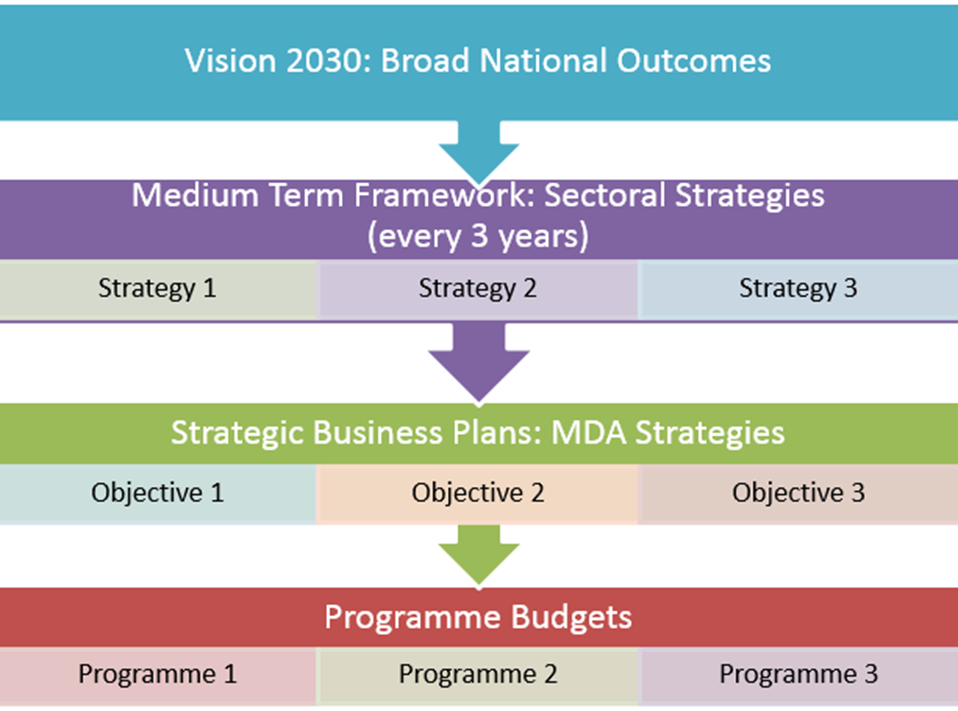 Vision 2030: Broad National Outcomes
Medium Term Framework: Sectoral Strategies
(every 3 years)
Strategy 1
Strategy 2
Strategy 3
Strategic Business Plans: MDA Strategies
Objective 1
Objective 2
Objective 3
Programme Budgets
Programme 1
Programme 2
Programme 3